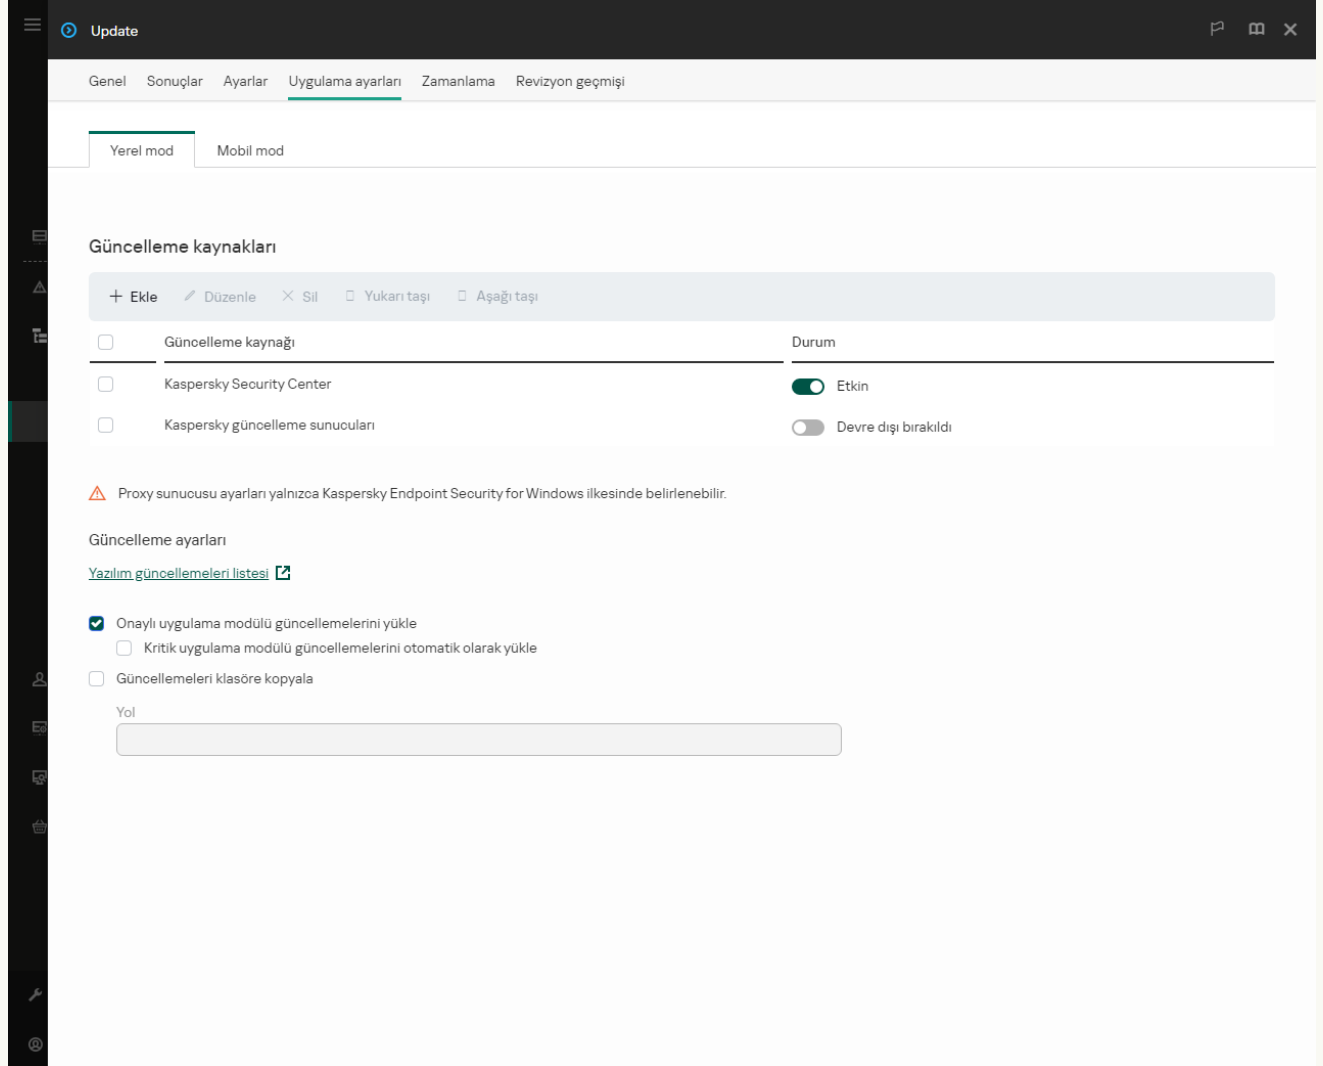 Update
Genel Sonuçlar Ayarlar Uygulama ayarları Zamanlama Revizyon geçmişi
Yerel mod Mobil mod
Güncelleme kaynakları
Ekle Düzenle Sil Yukarı taşı Aşağı taşı
Güncelleme kaynağı Durum
Kaspersky Security Center Etkin
Kaspersky güncelleme sunucuları Devre dışı bırakıldı
Proxy sunucusu ayarları yalnızca Kaspersky Endpoint Security for Windows ilkesinde belirlenebilir.
Güncelleme ayarları
Yazılım güncellemeleri listesi
Onaylı uygulama modülü güncellemelerini yükle
Kritik uygulama modülü güncellemelerini otomatik olarak yükle
Güncellemeleri klasöre kopyala
Yol